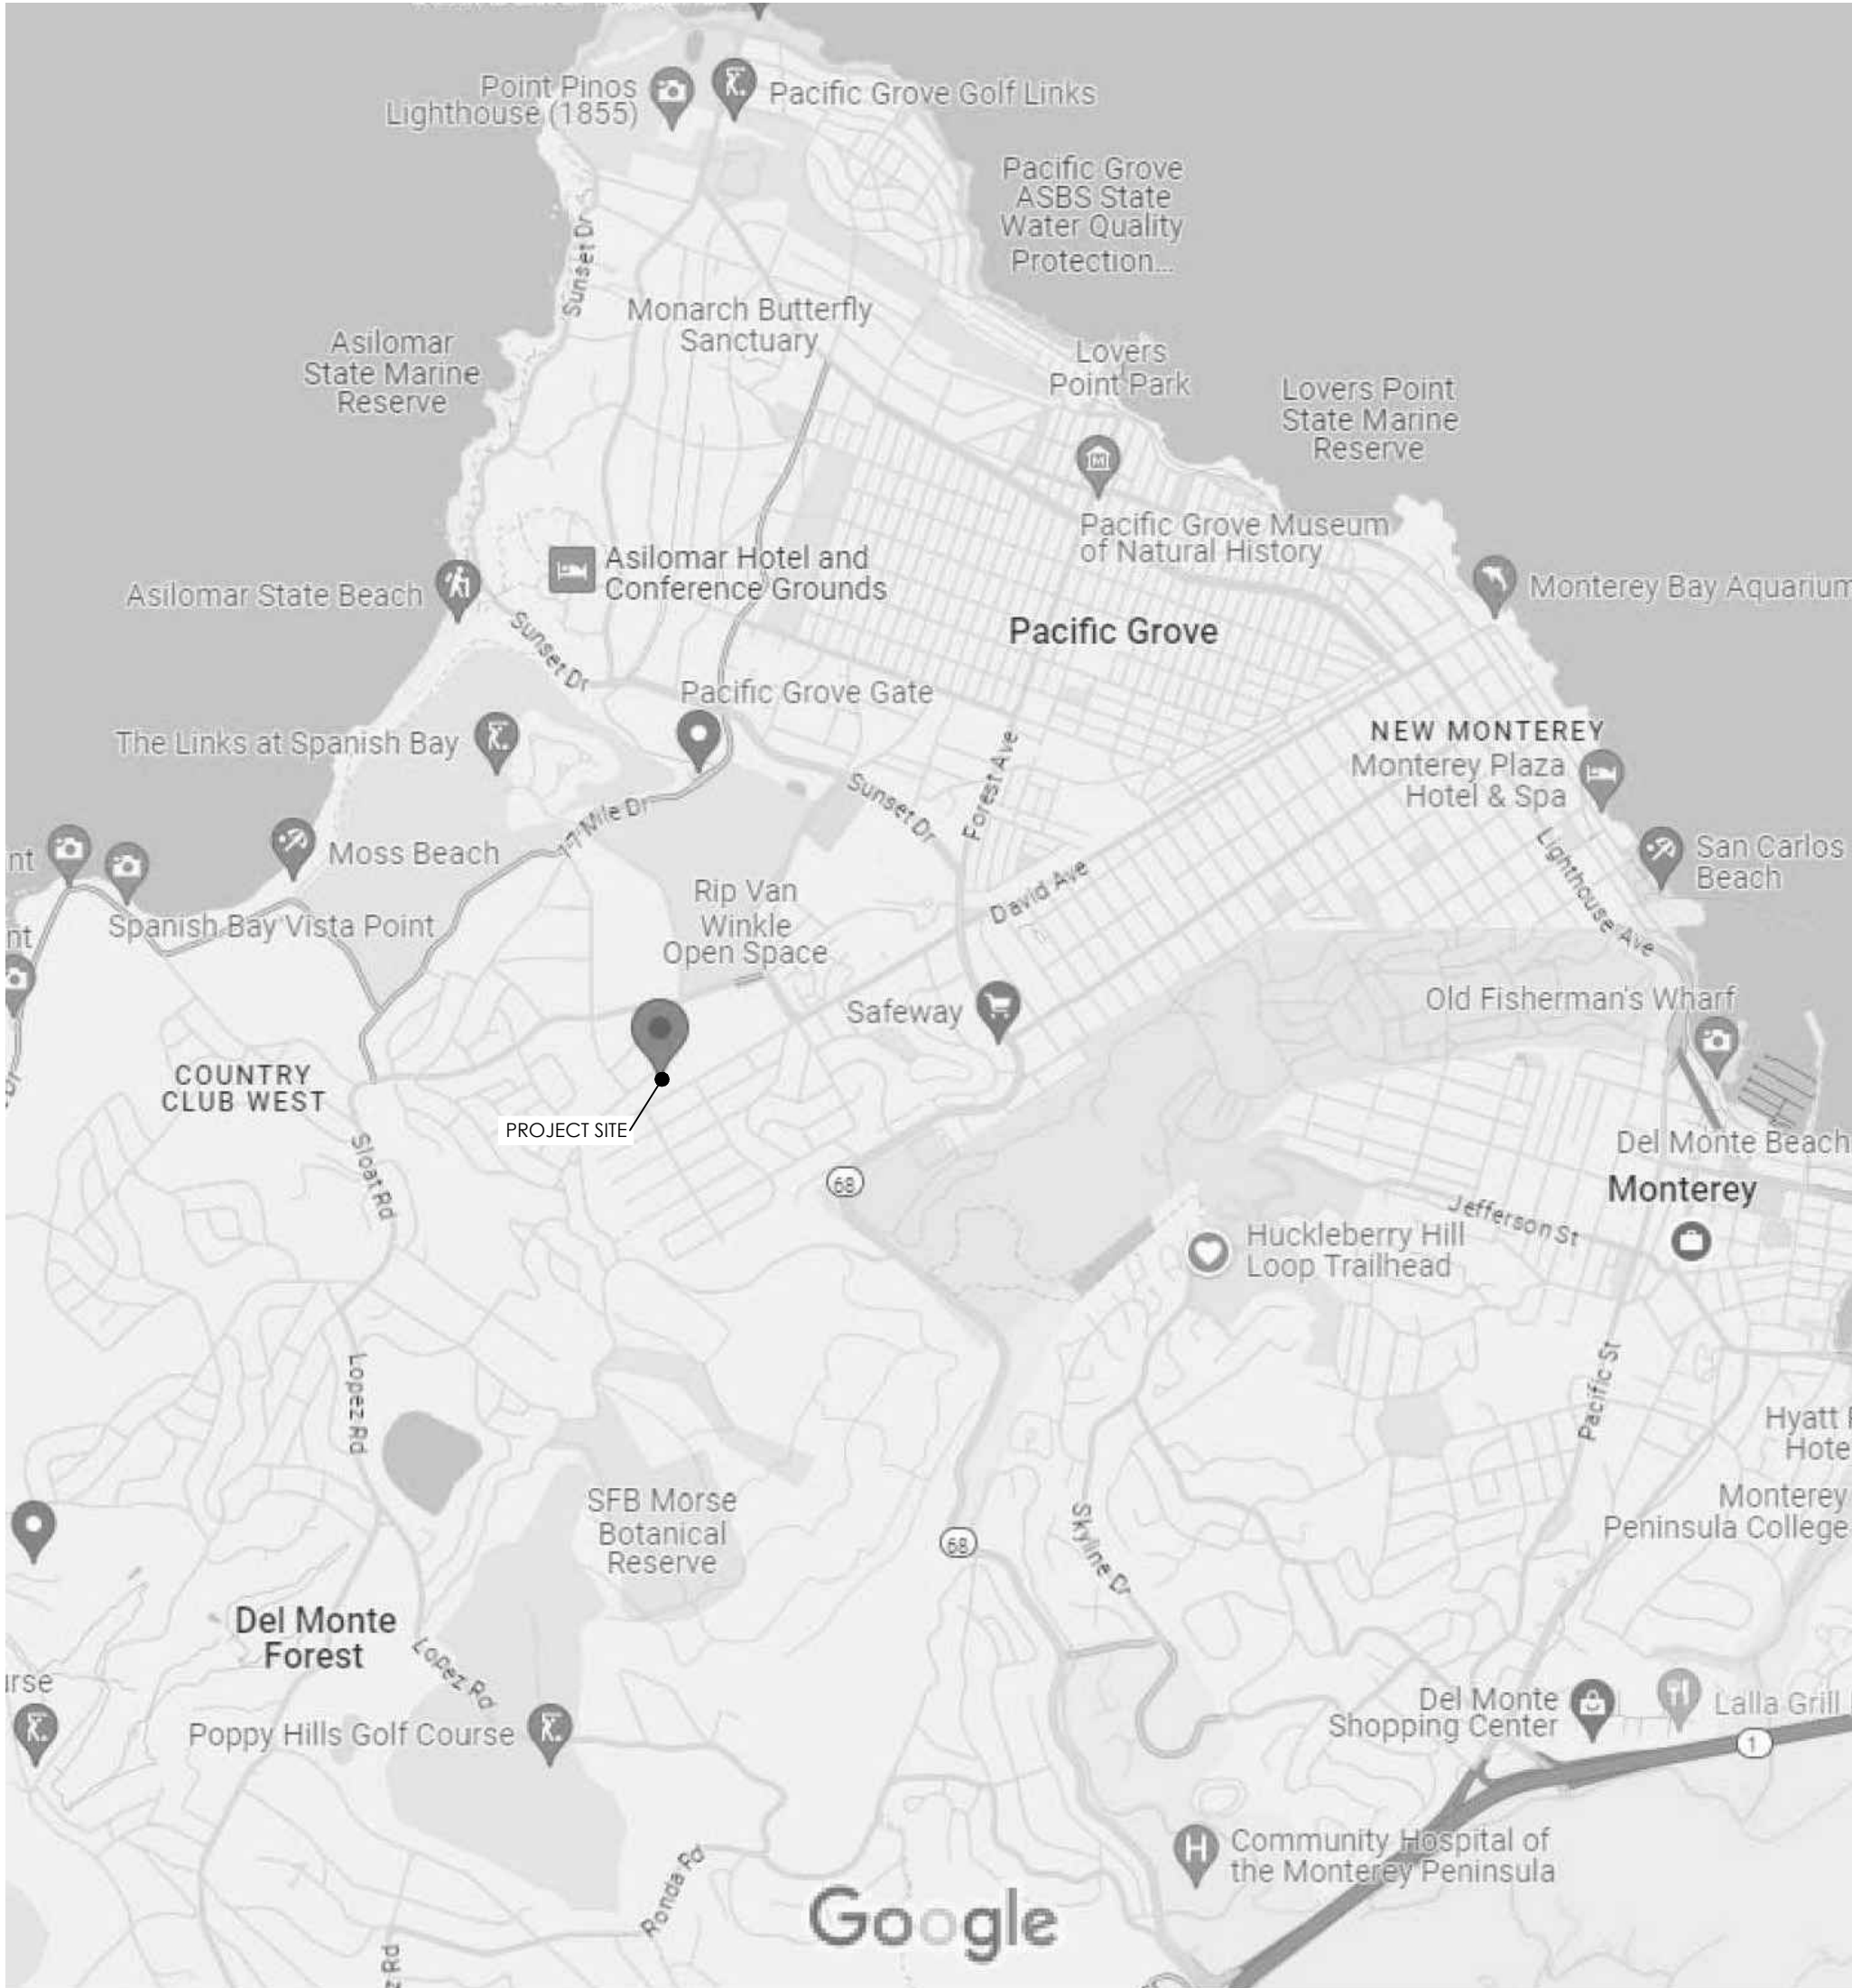 Point Pinos
Lighthouse (1855)
Pacific Grove Golf Links
Pacific Grove
ASBS State
Water Quality
Protection...
Sunset Dr
Monarch Butterfly
Sanctuary
Asilomar
State Marine
Reserve
Lovers
Point Park
Lovers Point
State Marine
Reserve
Pacific Grove Museum
of Natural History
Asilomar Hotel and
Conference Grounds
Asilomar State Beach
Monterey Bay Aquarium
Sunset Dr
Pacific Grove
Pacific Grove Gate
The Links at Spanish Bay
NEW MONTEREY
Monterey Plaza
Hotel & Spa
Forest Ave
Sunset Dr
17 Mile Dr
Moss Beach
nt
David Ave
Lighthouse Ave
San Carlos
Beach
Rip Van
Winkle
Open Space
Spanish Bay Vista Point
nt
Safeway
Old Fisherman's Wharf
COUNTRY
CLUB WEST
Dr
PROJECT SITE
Sloat Rd
68
Del Monte Beach
Monterey
Jefferson St
Huckleberry Hill
Loop Trailhead
Lopez Rd
Pacific St
Hyatt
Hote
Monterey
Peninsula College
SFB Morse
Botanical
Reserve
68
Skyline Dr
Del Monte
Forest
Lopez Rd
urse
Poppy Hills Golf Course
Del Monte
Shopping Center
Lalla Grill
1
Community Hospital of
the Monterey Peninsula
Ronda Rd
Google
z Rd